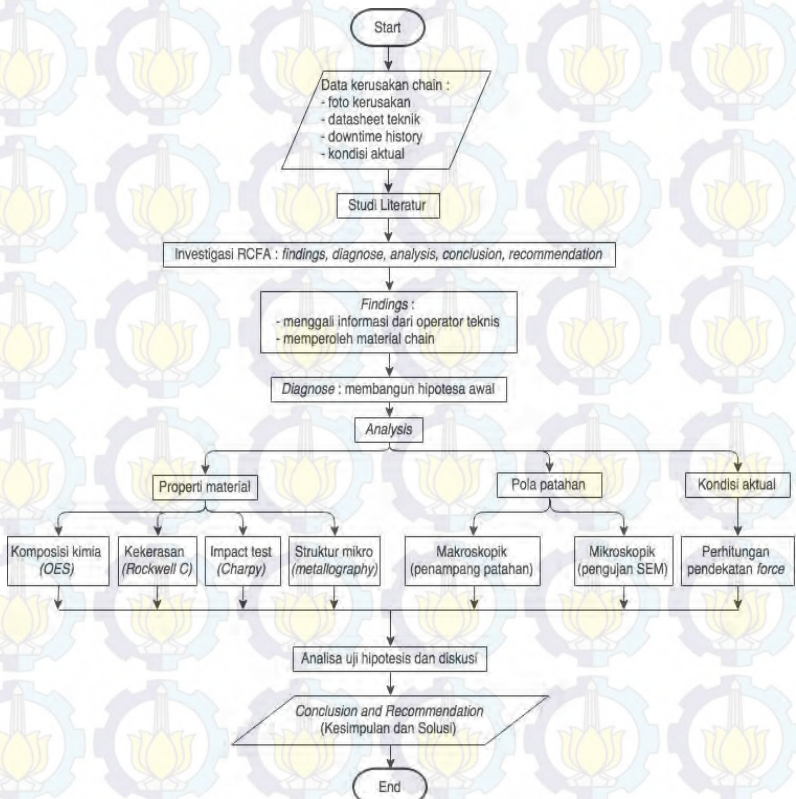 Start
Data kerusakan chain :
- foto kerusakan
- datasheet teknik
- downtime history
- kondisi aktual
Studi Literatur
Investigasi RCFA : findings, diagnose, analysis, conclusion, recommendation
Findings :
- menggali informasi dari operator teknis
- memperoleh material chain
Diagnose : membangun hipotesa awal
Analysis
Properti material
Pola patahan
Kondisi aktual
Komposisi kimia
(OES)
Kekerasan
(Rockwell C)
Impact test
(Charpy)
Struktur mikro
(metallography)
Makroskopik
(penampang patahan)
Mikroskopik
(pengujan SEM)
Perhitungan
pendekatan force
Analisa uji hipotesis dan diskusi
Conclusion and Recommendation
(Kesimpulan dan Solusi)
End